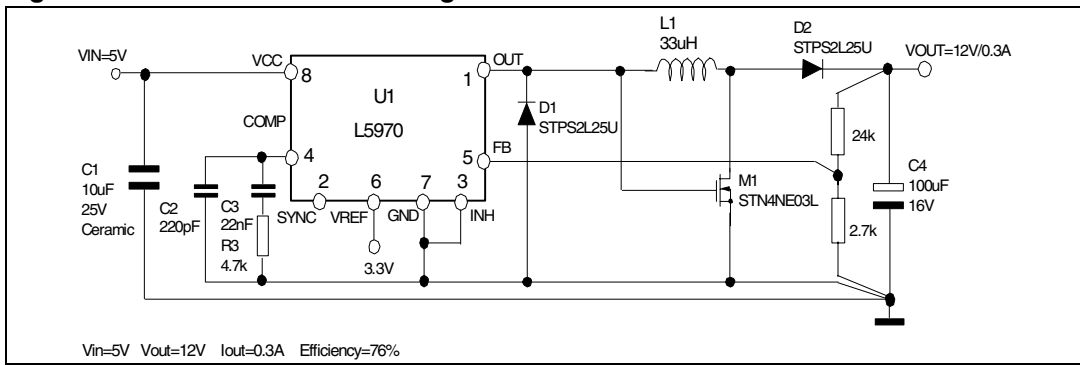 L1
33uH
D2
STPS2L25U
VOUT=12V/0.3A
VIN=5V
VCC
8
OUT
1
U1
L5970
D1
STPS2L25U
24k
COMP
4
FB
5
C1
10uF
25V
Ceramic
C2
220pF
C3
22nF
R3
4.7k
2
SYNC
6
VREF
7
GND
3
INH
3.3V
M1
STN4NE03L
2.7k
C4
100uF
16V
Vin=5V Vout=12V Iout=0.3A Efficiency=76%